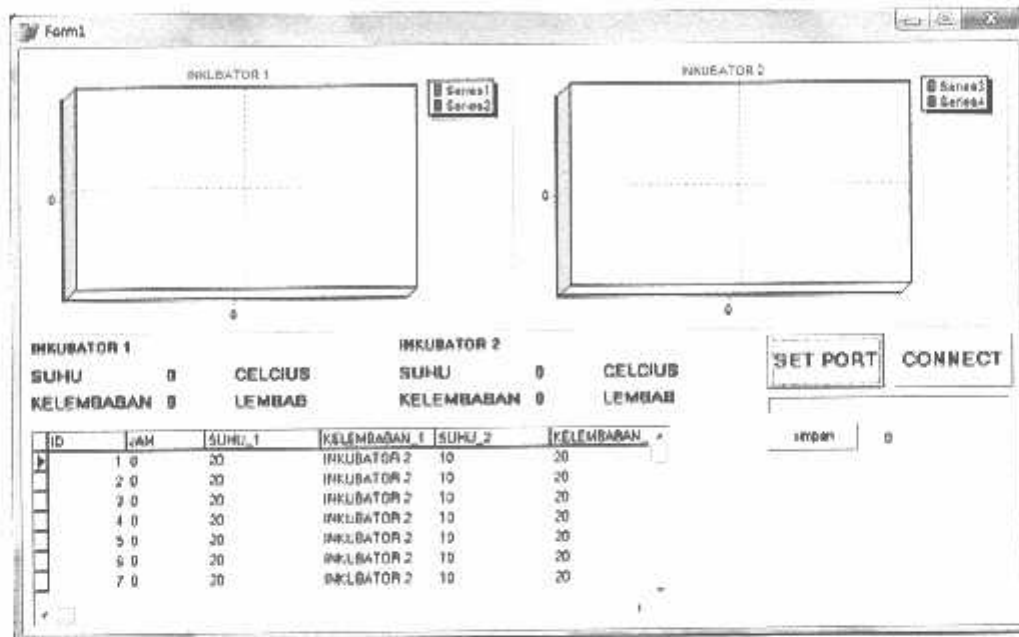 Form1
INKUBATOR 1
Series1
Series2
0
0
INKUBATOR 2
Series3
Series4
0
0
INKUBATOR 1
SUHU 0 CELCIUS
KELEMBABAN 0 LEMBAB
INKUBATOR 2
SUHU 0 CELCIUS
KELEMBABAN 0 LEMBAB
SET PORT
CONNECT
simpan 0
ID JAM SUHU_1 KELEMBABAN_1 SUHU_2 KELEMBABAN_
1 0 20 INKUBATOR 2 10 20
2 0 20 INKUBATOR 2 10 20
3 0 20 INKUBATOR 2 10 20
4 0 20 INKUBATOR 2 10 20
5 0 20 INKUBATOR 2 10 20
6 0 20 INKUBATOR 2 10 20
7 0 20 INKUBATOR 2 10 20